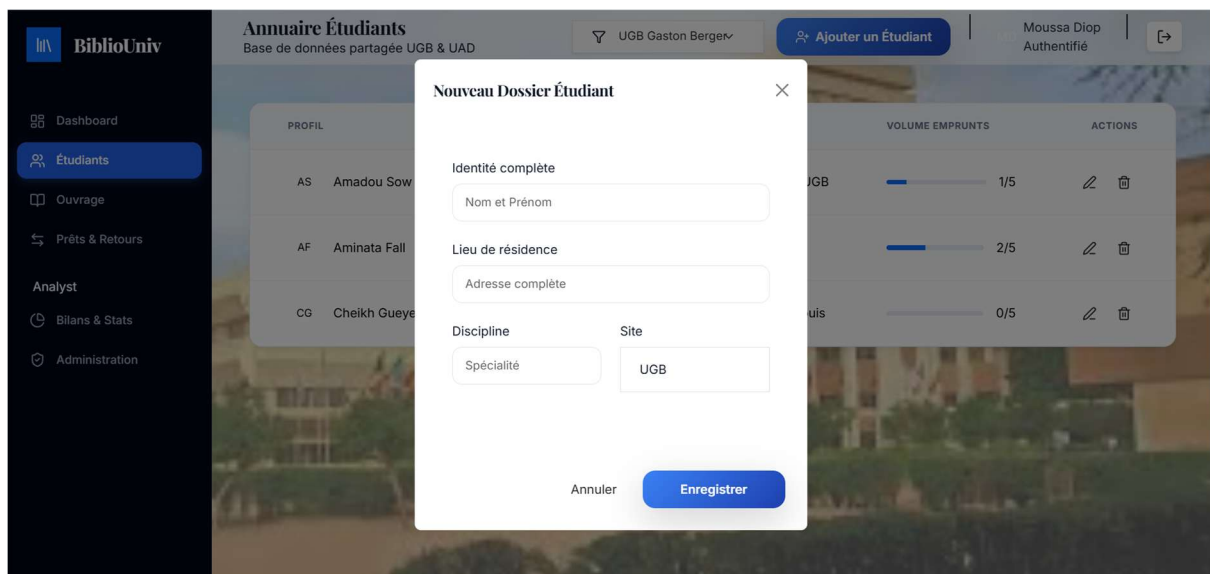 BiblioUniv
Annuaire Étudiants
Base de données partagée UGB & UAD
UGB Gaston Berger
Ajouter un Étudiant
Moussa Diop
Authentifié
Dashboard
Étudiants
Ouvrage
Prêts & Retours
Analyst
Bilans & Stats
Administration
PROFIL
VOLUME EMPRUNTS
ACTIONS
AS Amadou Sow
UGB
1/5
AF Aminata Fall
2/5
CG Cheikh Gueye
ouis
0/5
Nouveau Dossier Étudiant
Identité complète
Nom et Prénom
Lieu de résidence
Adresse complète
Discipline Site
Spécialité UGB
Annuler Enregistrer